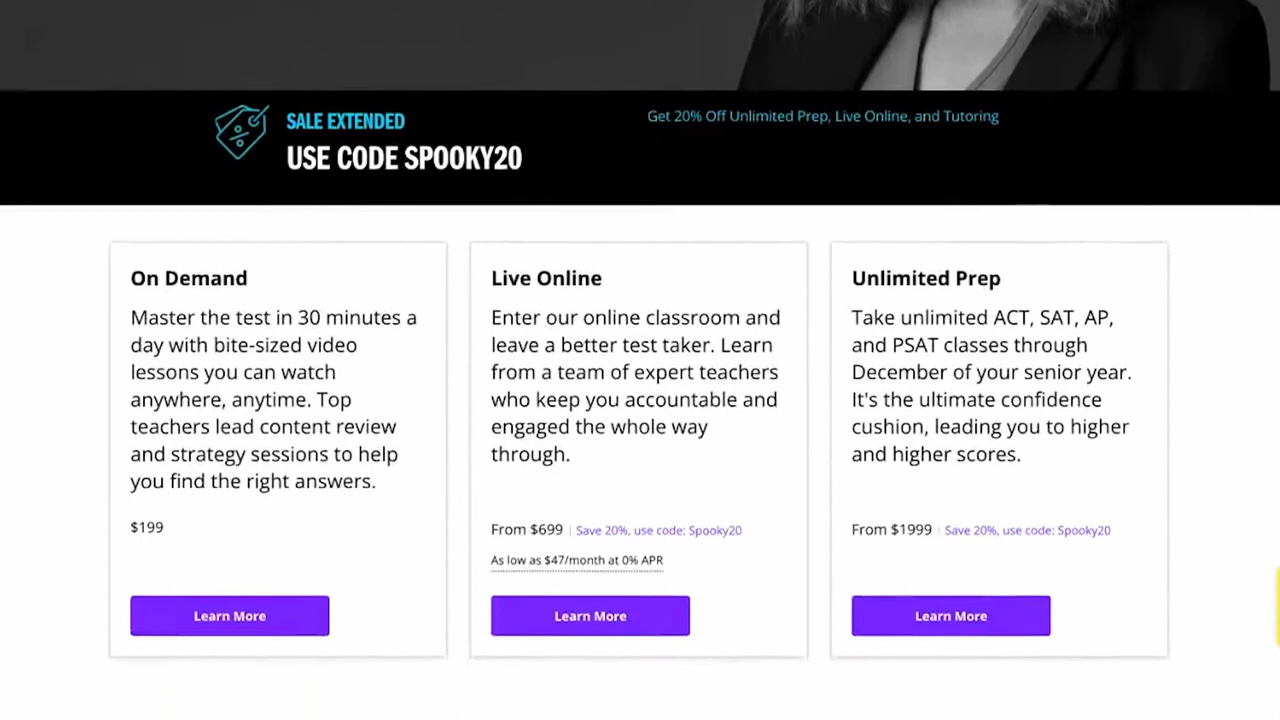 SALE EXTENDED
USE CODE SPOOKY20
Get 20% Off Unlimited Prep, Live Online, and Tutoring
On Demand
Master the test in 30 minutes a
day with bite-sized video
lessons you can watch
anywhere, anytime. Top
teachers lead content review
and strategy sessions to help
you find the right answers.
$199
Learn More
Live Online
Enter our online classroom and
leave a better test taker. Learn
from a team of expert teachers
who keep you accountable and
engaged the whole way
through.
From $699 | Save 20%, use code: Spooky20
As low as $47/month at 0% APR
Learn More
Unlimited Prep
Take unlimited ACT, SAT, AP,
and PSAT classes through
December of your senior year.
It's the ultimate confidence
cushion, leading you to higher
and higher scores.
From $1999 | Save 20%, use code: Spooky20
Learn More